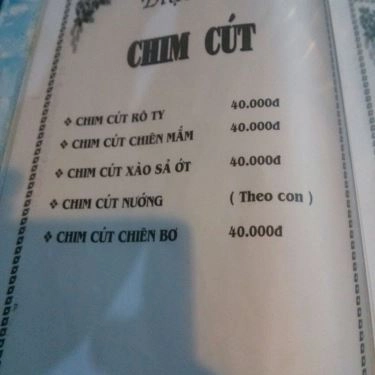 CHIM CÚT
❖ CHIM CÚT RÔ TY 40.000đ
❖ CHIM CÚT CHIÊN MẮM 40.000đ
❖ CHIM CÚT XÀO SẢ ỚT 40.000đ
❖ CHIM CÚT NƯỚNG ( Theo con )
❖ CHIM CÚT CHIÊN BƠ 40.000đ